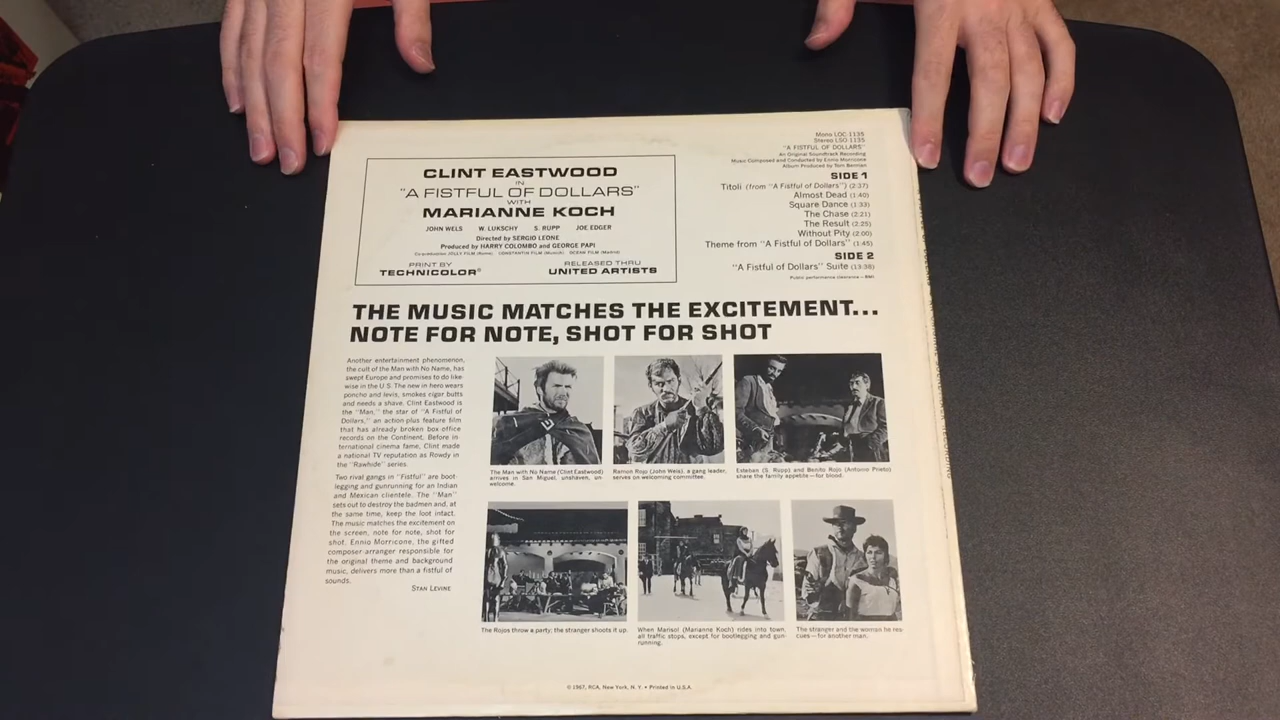 CLINT EASTWOOD
IN
"A FISTFUL OF DOLLARS"
WITH
MARIANNE KOCH
JOHN WELS W. LUKSCHY S. RUPP JOE EDGER
Directed by SERGIO LEONE
Produced by HARRY COLOMBO and GEORGE PAPI
Co-production JOLLY FILM (Rome) CONSTANTIN FILM (Munich) OCEAN FILM (Madrid)
PRINT BY
TECHNICOLOR®
RELEASED THRU
UNITED ARTISTS
Mono LOC-1135
Stereo LSO-1135
"A FISTFUL OF DOLLARS"
An Original Soundtrack Recording
Music Composed and Conducted by Ennio Morricone
Album Produced by Tom Berman
SIDE 1
Titoli (from "A Fistful of Dollars") (2:37)
Almost Dead (1:40)
Square Dance (1:33)
The Chase (2:21)
The Result (2:25)
Without Pity (2:00)
Theme from "A Fistful of Dollars" (1:45)
SIDE 2
"A Fistful of Dollars" Suite (13:38)
Public performance clearance—BMI
THE MUSIC MATCHES THE EXCITEMENT...
NOTE FOR NOTE, SHOT FOR SHOT
Another entertainment phenomenon,
the cult of the Man with No Name, has
swept Europe and promises to do like-
wise in the U.S. The new in hero wears
poncho and levis, smokes cigar butts
and needs a shave. Clint Eastwood is
the "Man," the star of "A Fistful of
Dollars," an action-plus feature film
that has already broken box office
records on the Continent. Before in-
ternational cinema fame, Clint made
a national TV reputation as Rowdy in
the "Rawhide" series.
Two rival gangs in "Fistful" are boot-
legging and gunrunning for an Indian
and Mexican clientele. The "Man"
sets out to destroy the badmen and, at
the same time, keep the loot intact.
The music matches the excitement on
the screen, note for note, shot for
shot. Ennio Morricone, the gifted
composer-arranger responsible for
the original theme and background
music, delivers more than a fistful of
sounds.
STAN LEVINE
The Man with No Name (Clint Eastwood)
arrives in San Miguel, unshaven, un-
welcome.
Ramon Rojo (John Wels), a gang leader,
serves on welcoming committee.
Esteban (S. Rupp) and Benito Rojo (Antonio Prieto)
share the family appetite—for blood.
The Rojos throw a party; the stranger shoots it up.
When Marisol (Marianne Koch) rides into town,
all traffic stops, except for bootlegging and gun-
running.
The stranger and the woman he res-
cues—for another man.
© 1967, RCA, New York, N. Y. • Printed in U.S.A.